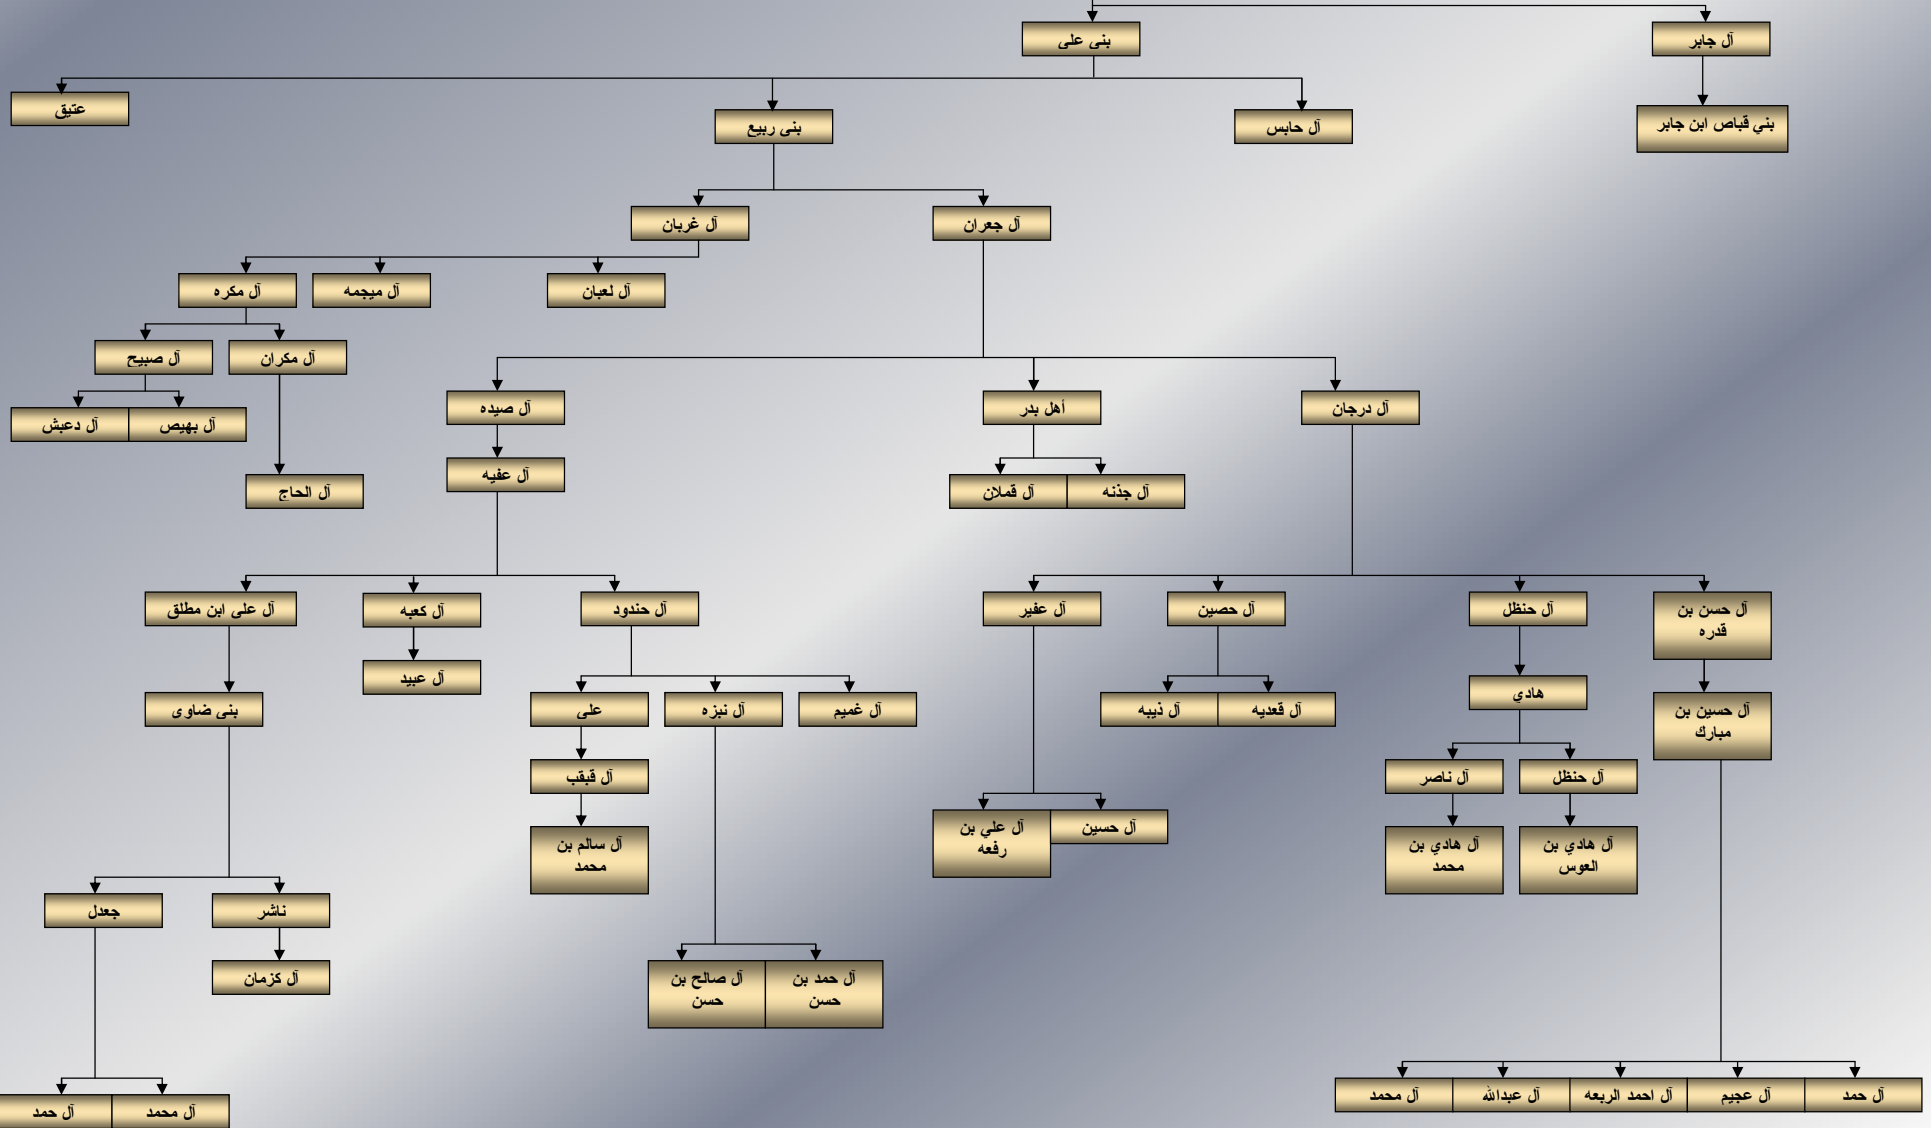 آل جابر
بنى على
بني قباص ابن جابر
آل حابس
بنى ربيع
عتيق
آل جعران
آل غربان
آل لعبان
آل ميجمه
آل مكره
آل مكران
آل صبيح
آل درجان
أهل بدر
آل صيده
آل بهيص
آل دعبش
آل عفيه
آل جذنه
آل قملان
آل الحاج
آل حسن بن
قدره
آل حنظل
آل حصين
آل عفير
آل حندود
آل كعبه
آل على ابن مطلق
آل عبيد
هادي
آل حسين بن
مبارك
آل قعديه
آل ذيبه
آل غميم
آل نبزه
على
بنى ضاوى
آل حنظل
آل ناصر
آل قبقب
آل حسين
آل علي بن
رفعه
آل هادي بن
العوس
آل هادي بن
محمد
آل سالم بن
محمد
ناشر
جعدل
آل كزمان
آل حمد بن
حسن
آل صالح بن
حسن
آل حمد
آل عجيم
آل احمد الربعه
آل عبدالله
آل محمد
آل محمد
آل حمد